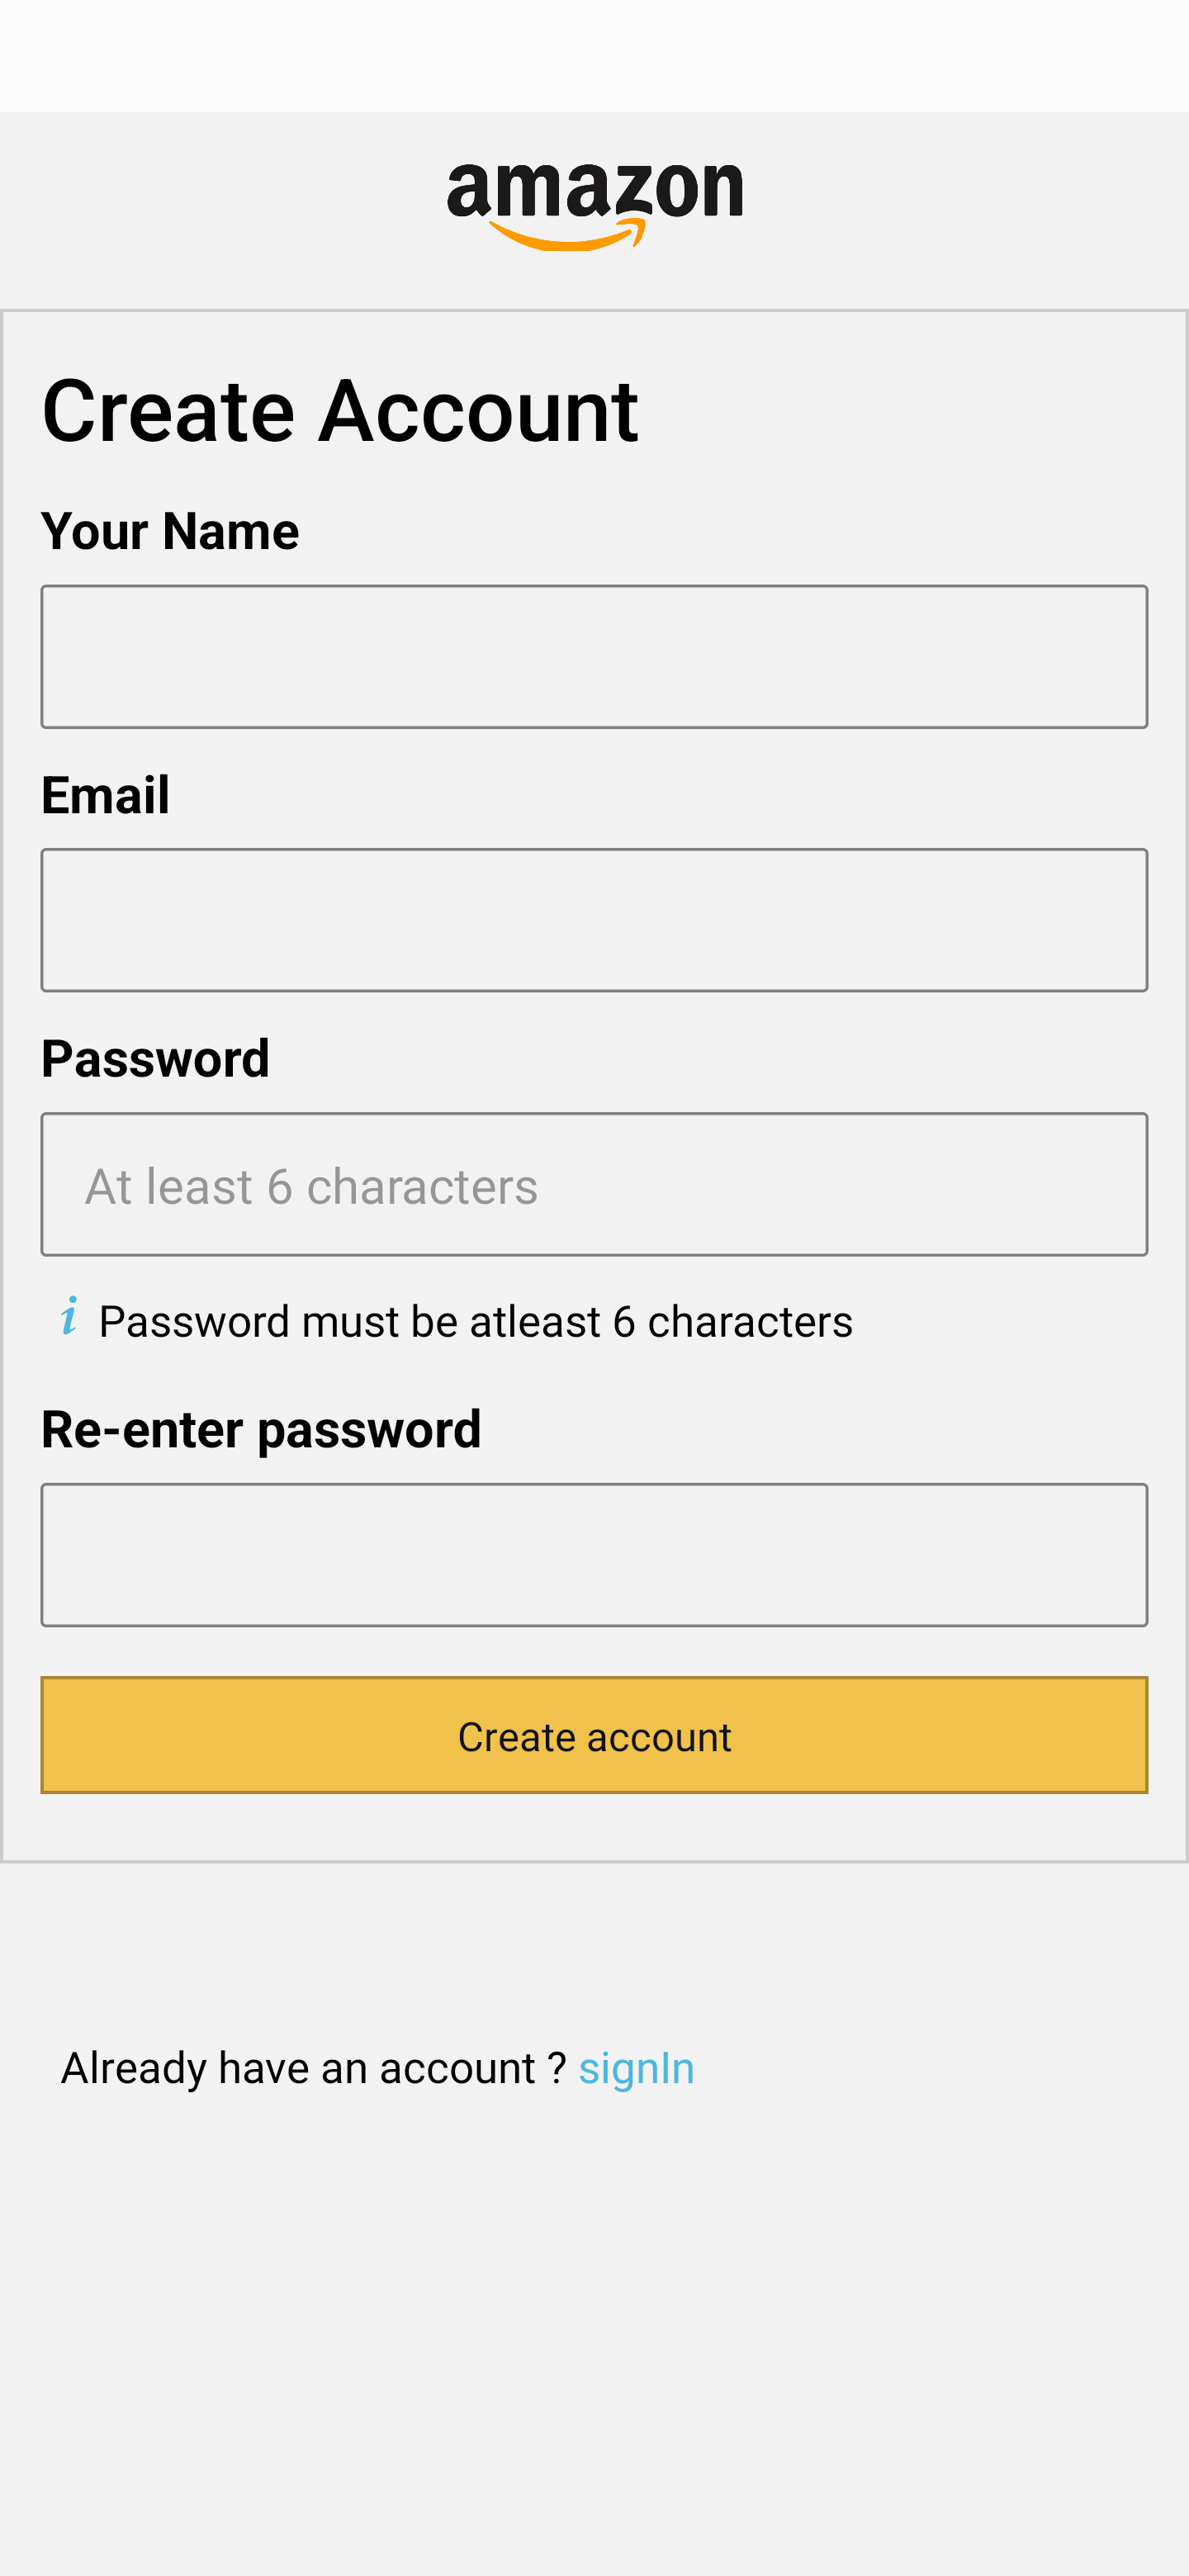 amazon
Create Account
Your Name
Email
Password
At least 6 characters
i Password must be atleast 6 characters
Re-enter password
Create account
Already have an account ? signIn